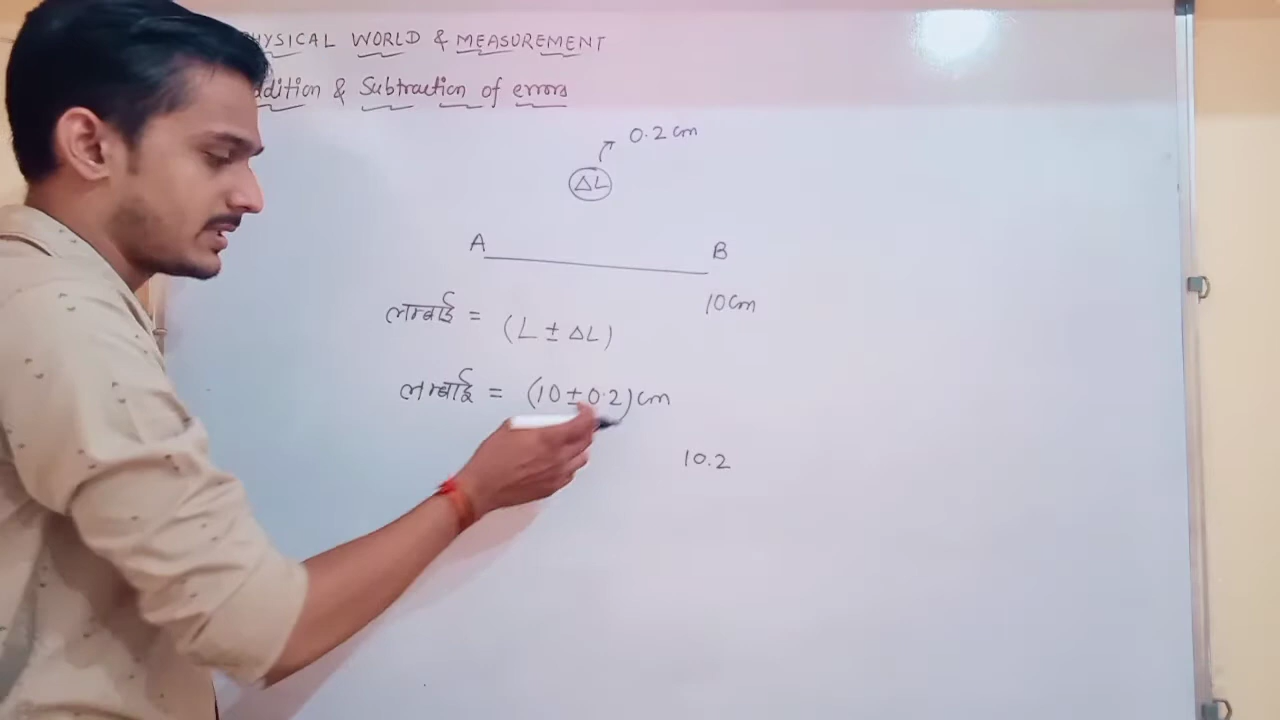 PHYSICAL WORLD & MEASUREMENT
ddition & Subtraction of errors
0.2 cm
ΔL
A B
10cm
लम्बाई = (L ± ΔL)
लम्बाई = (10 ± 0.2) cm
10.2